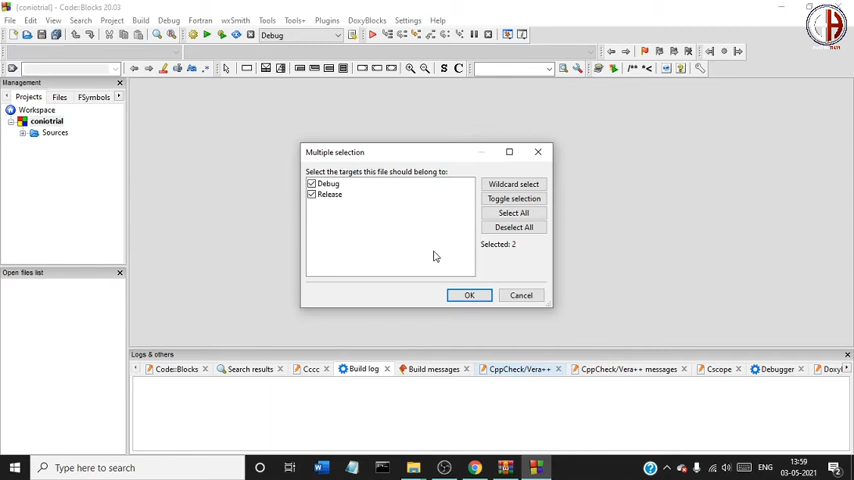 [coniotrial] - Code::Blocks 20.03
File Edit View Search Project Build Debug Fortran wxSmith Tools Tools+ Plugins DoxyBlocks Settings Help
Debug
S C
/** *<
Management
Projects Files FSymbols
Workspace
coniotrial
Sources
Open files list
Multiple selection
Select the targets this file should belong to:
Debug
Release
Wildcard select
Toggle selection
Select All
Deselect All
Selected: 2
OK Cancel
Logs & others
Code::Blocks Search results Cccc Build log Build messages CppCheck/Vera++ CppCheck/Vera++ messages Cscope Debugger DoxyI
Type here to search
ENG
13:59
03-05-2021
2